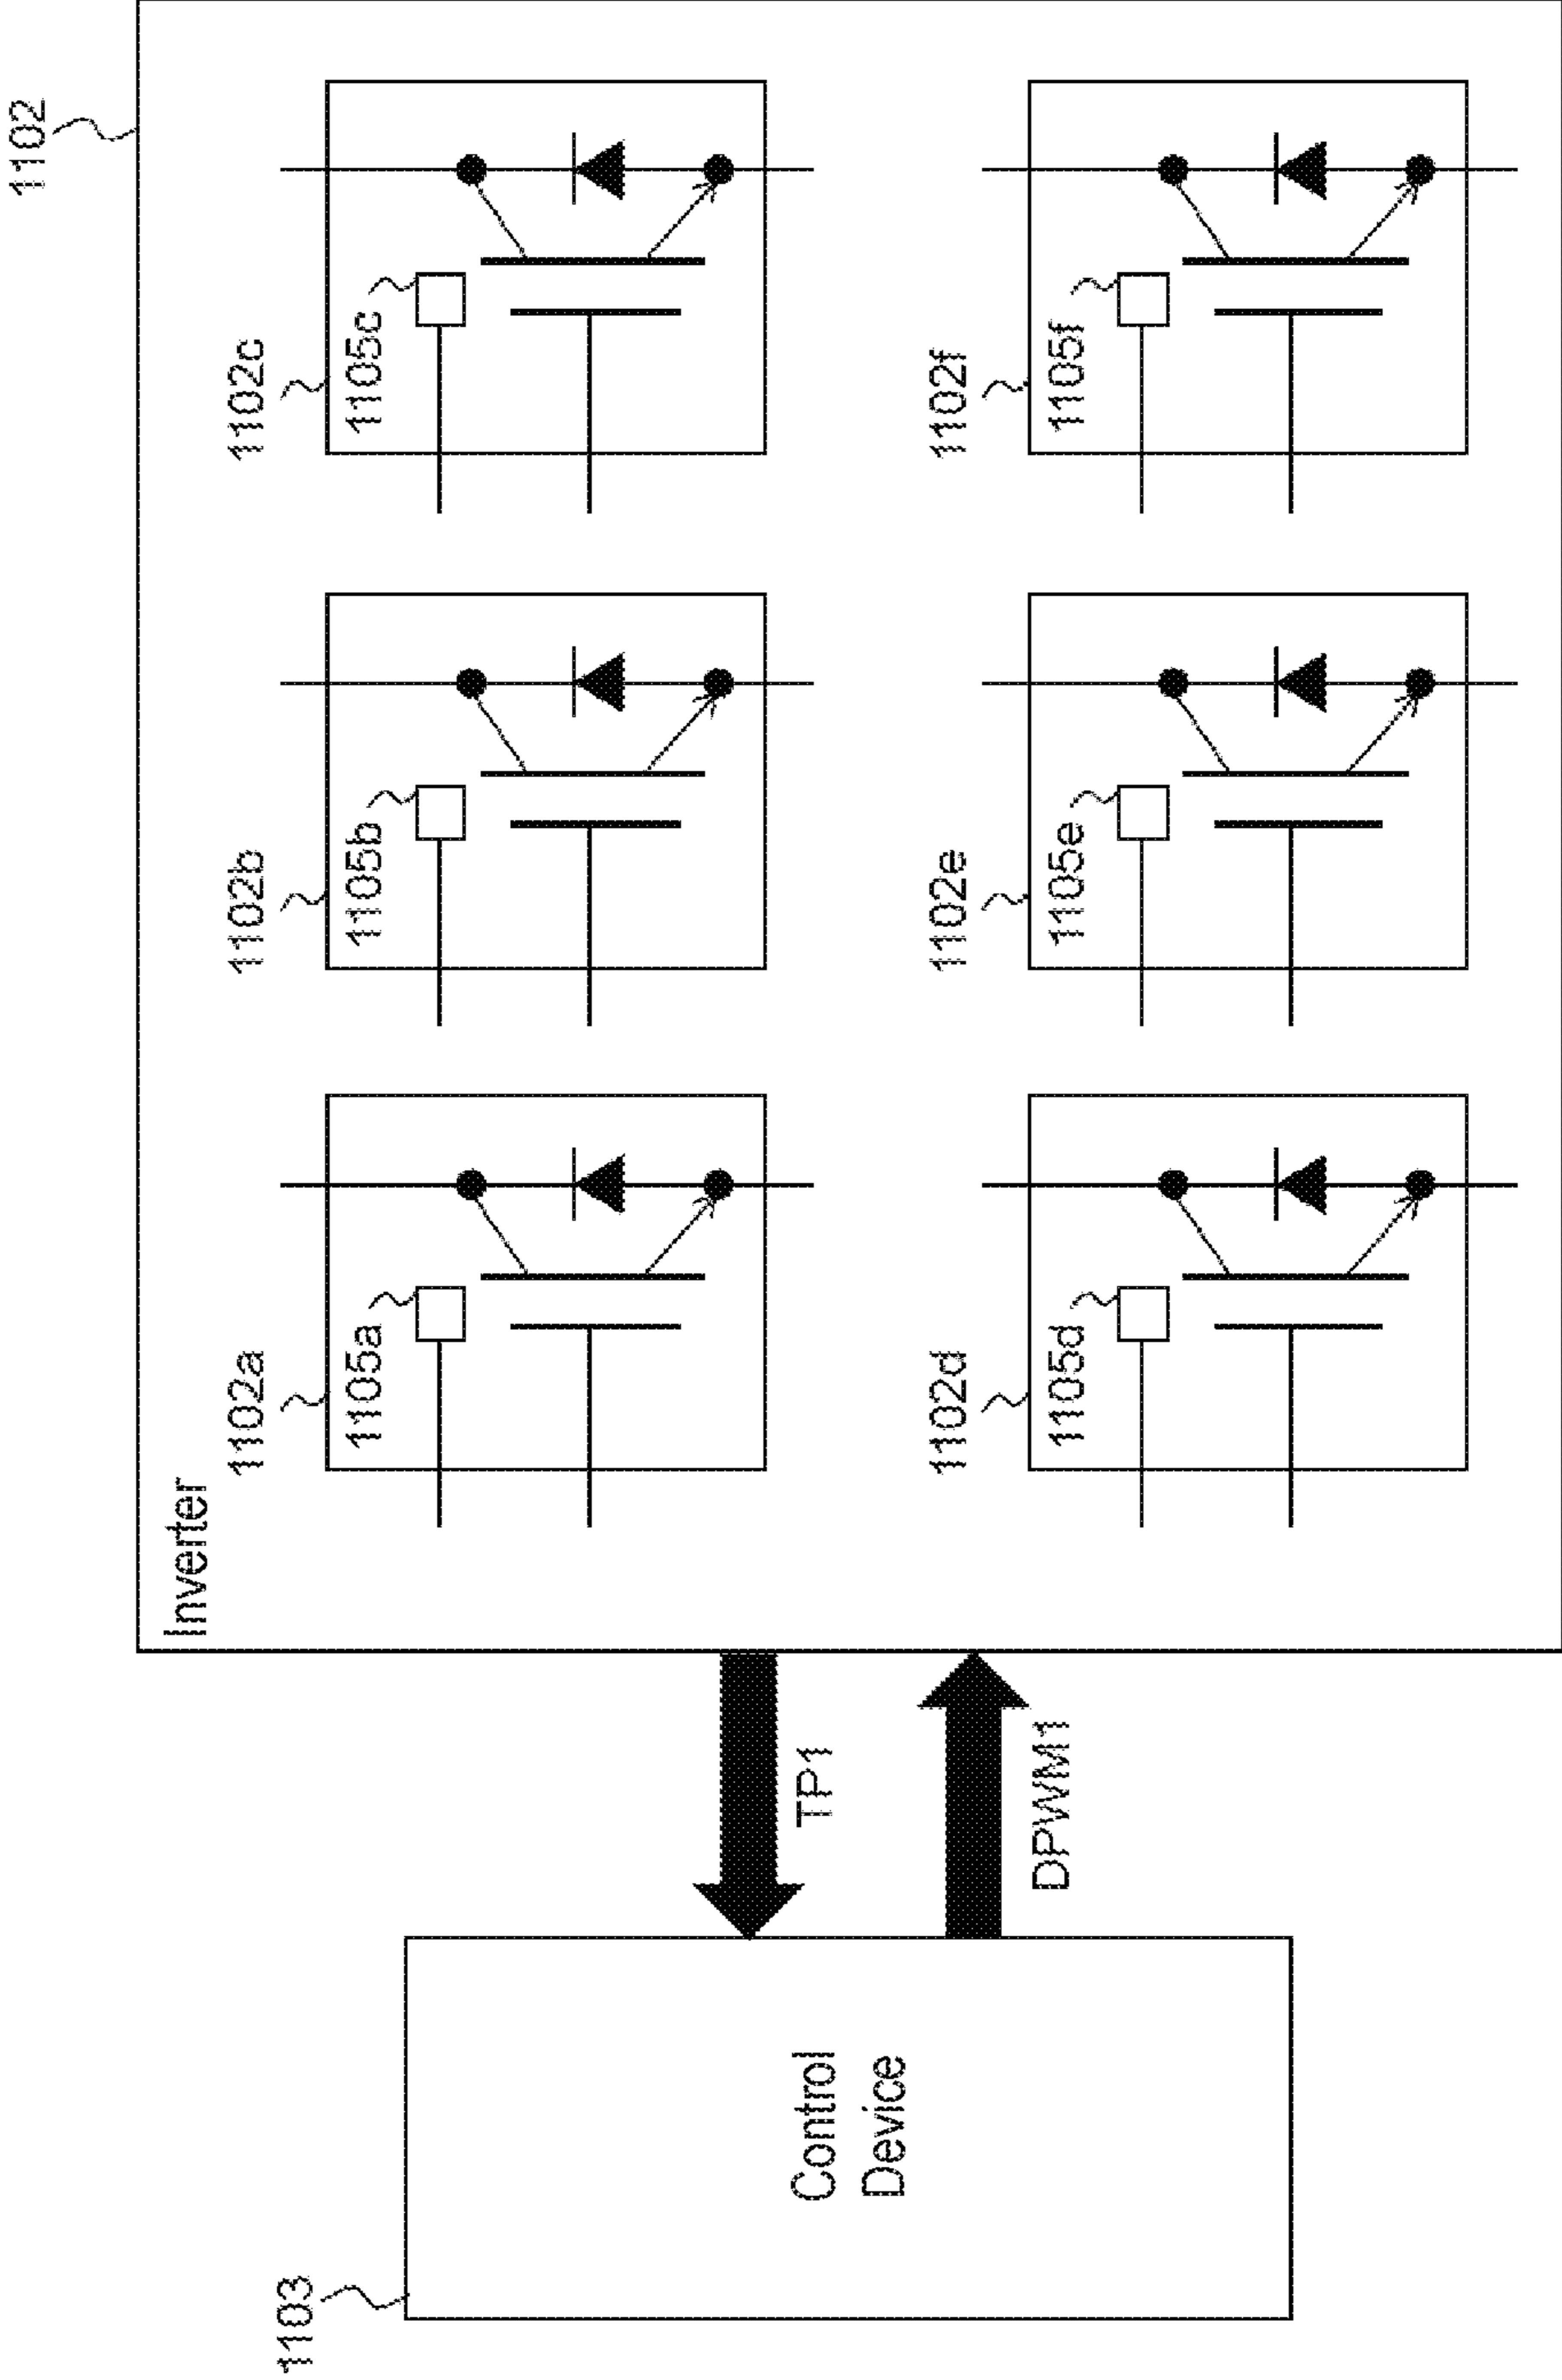 1102
Inverter
1102a
1105a
1102b
1105b
1102c
1105c
1102d
1105d
1102e
1105e
1102f
1105f
TP1
DPWM1
1103
Control
Device